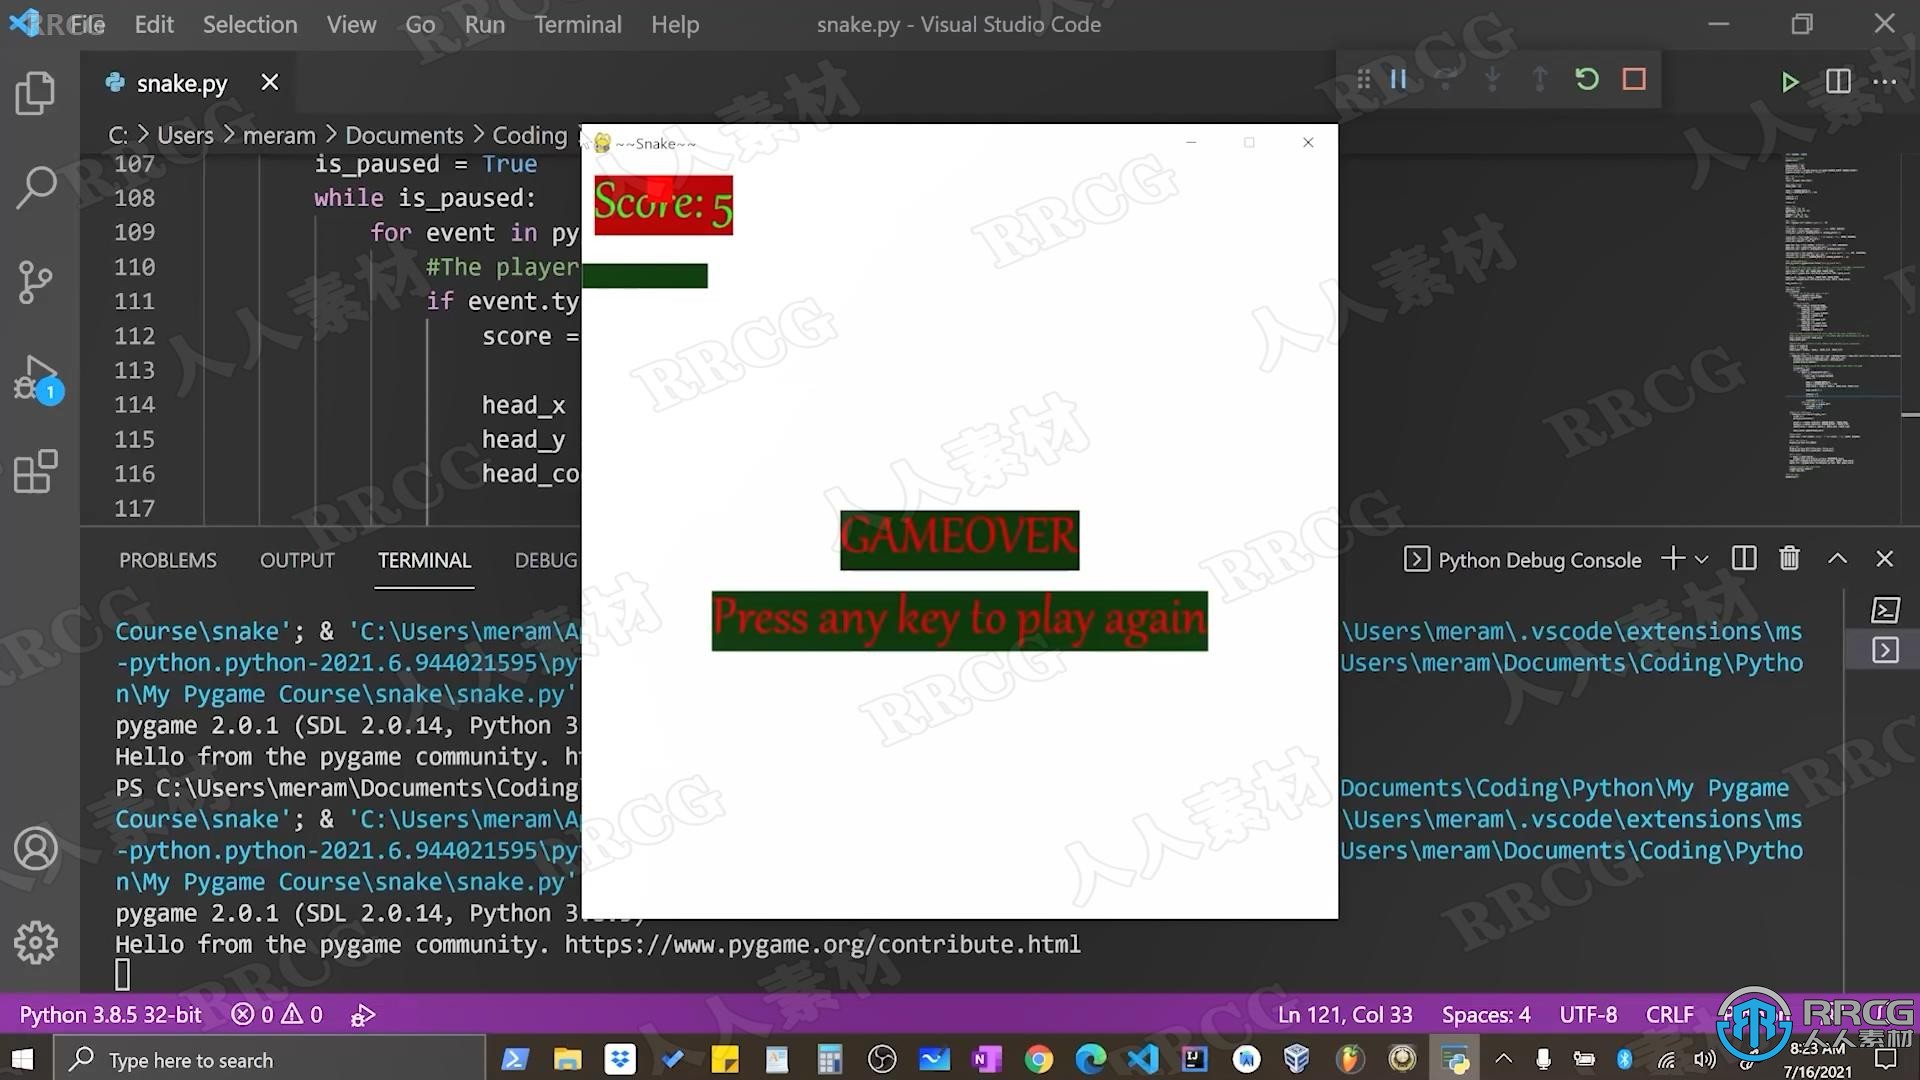 File Edit Selection View Go Run Terminal Help
snake.py - Visual Studio Code
snake.py
C: > Users > meram > Documents > Coding
107 is_paused = True
108 while is_paused:
109 for event in py
110 #The player
111 if event.ty
112 score =
113
114 head_x
115 head_y
116 head_co
117
~~Snake~~
Score: 5
GAMEOVER
Press any key to play again
1
PROBLEMS OUTPUT TERMINAL DEBUG
Python Debug Console
Course\snake'; & 'C:\Users\meram\A \Users\meram\.vscode\extensions\ms
-python.python-2021.6.944021595\py Users\meram\Documents\Coding\Pytho
n\My Pygame Course\snake\snake.py'
pygame 2.0.1 (SDL 2.0.14, Python 3
Hello from the pygame community.
PS C:\Users\meram\Documents\Coding Documents\Coding\Python\My Pygame
Course\snake'; & 'C:\Users\meram\A \Users\meram\.vscode\extensions\ms
-python.python-2021.6.944021595\py Users\meram\Documents\Coding\Pytho
n\My Pygame Course\snake\snake.py'
pygame 2.0.1 (SDL 2.0.14, Python 3
Hello from the pygame community. https://www.pygame.org/contribute.html
Python 3.8.5 32-bit 0 0
Ln 121, Col 33 Spaces: 4 UTF-8 CRLF
Type here to search
8:23 AM
7/16/2021
RRCG
人人素材